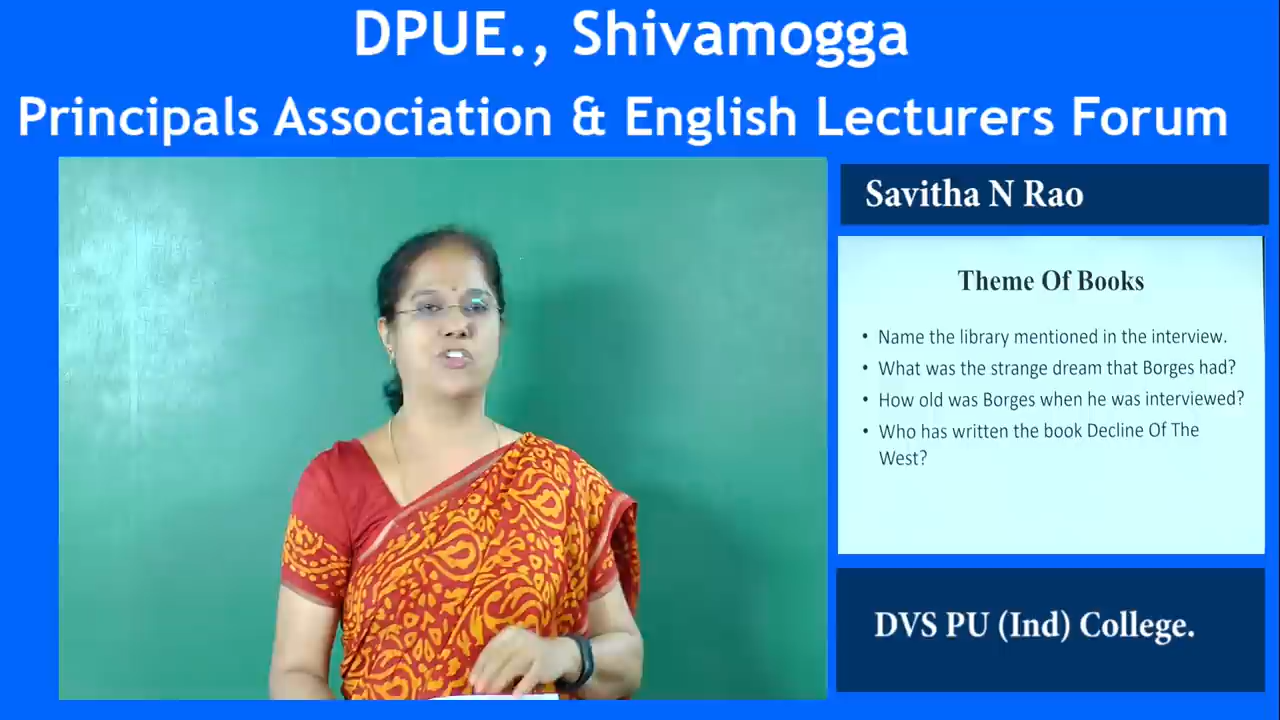 DPUE., Shivamogga
Principals Association & English Lecturers Forum
Savitha N Rao
Theme Of Books
• Name the library mentioned in the interview.
• What was the strange dream that Borges had?
• How old was Borges when he was interviewed?
• Who has written the book Decline Of The
West?
DVS PU (Ind) College.